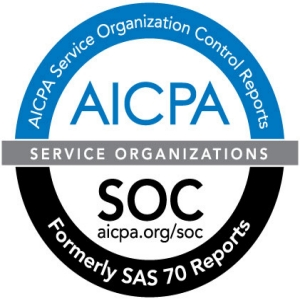 AICPA Service Organization Control Reports
AICPA
SERVICE ORGANIZATIONS
SOC
aicpa.org/soc
Formerly SAS 70 Reports